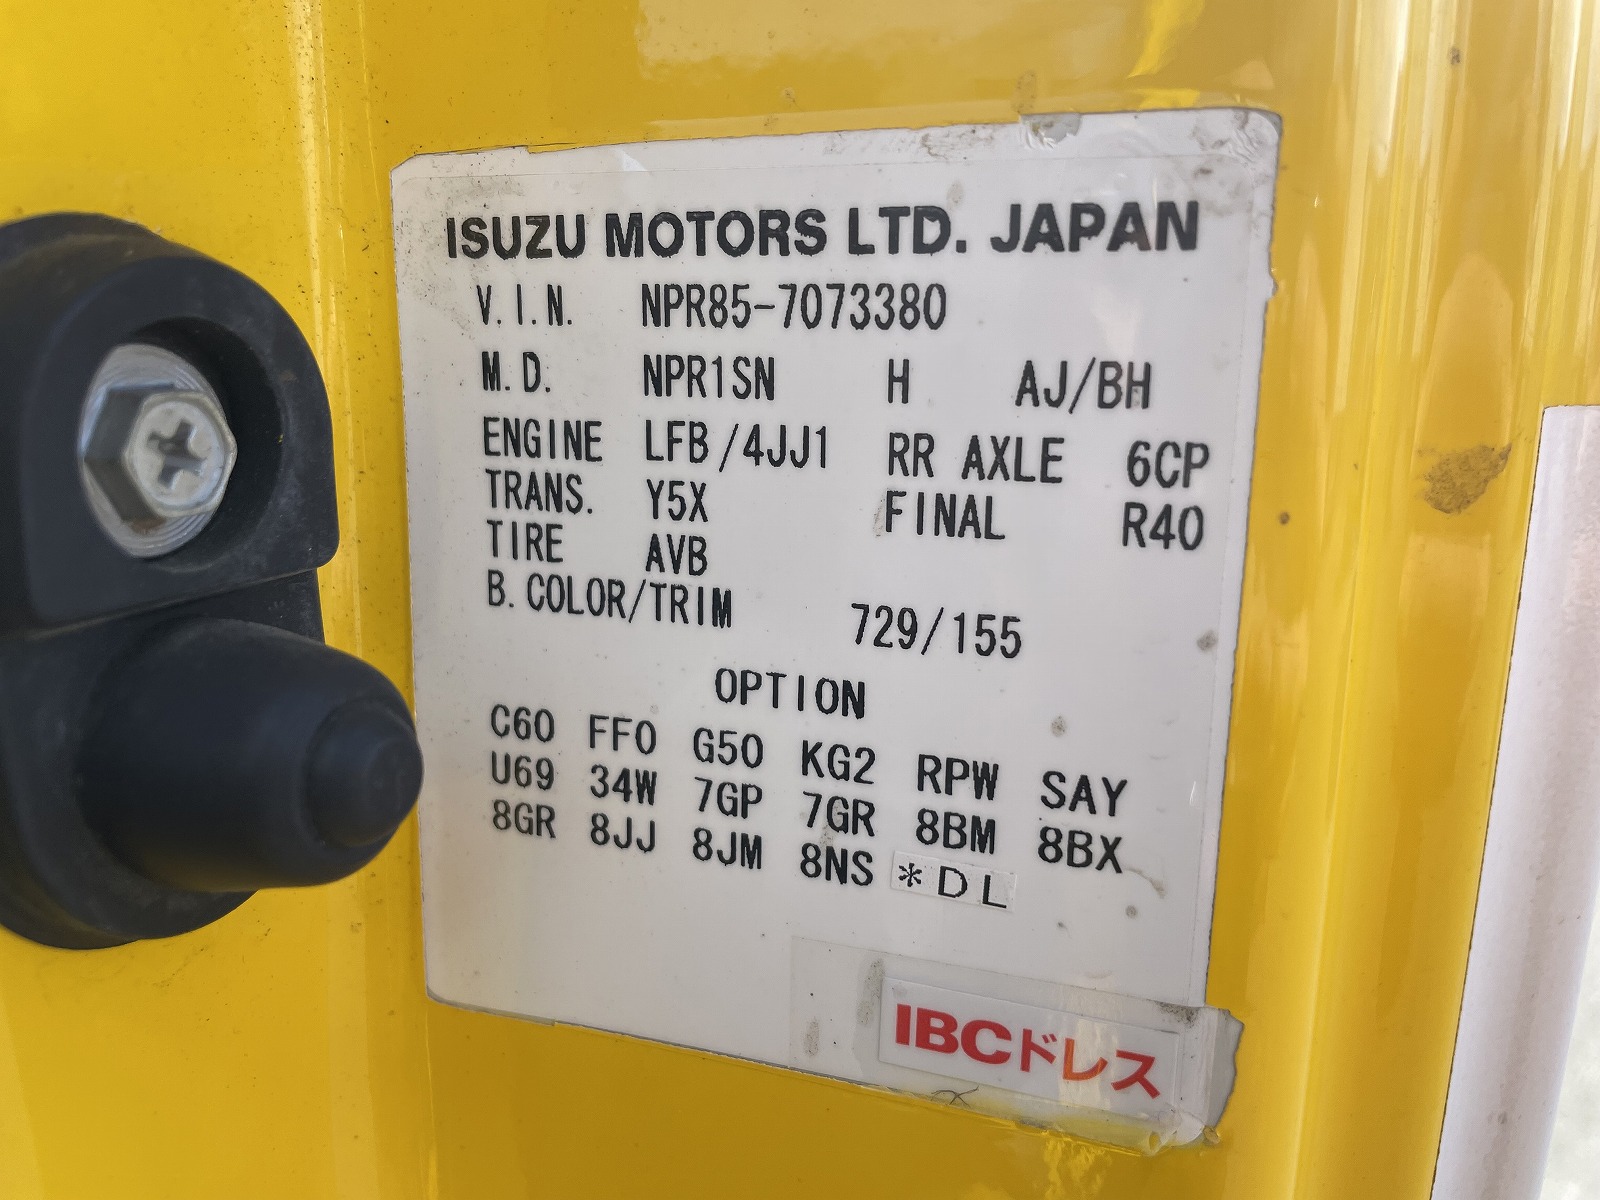 ISUZU MOTORS LTD. JAPAN
V.I.N. NPR85-7073380
M.D. NPR1SN H AJ/BH
ENGINE LFB/4JJ1 RR AXLE 6CP
TRANS. Y5X FINAL R40
TIRE AVB
B.COLOR/TRIM 729/155
OPTION
C60 FF0 G50 KG2 RPW SAY
U69 34W 7GP 7GR 8BM 8BX
8GR 8JJ 8JM 8NS *DL
IBCドレス